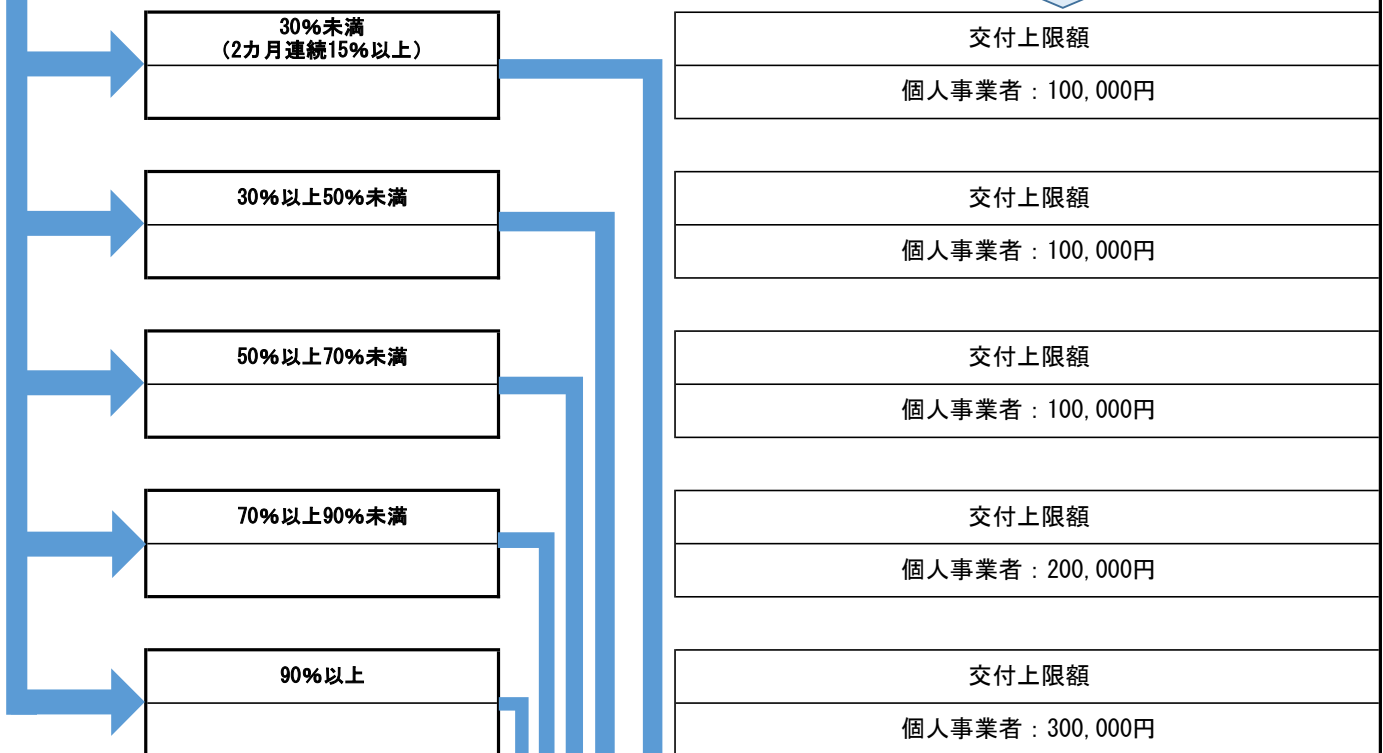 30%未満
(2カ月連続15%以上)
交付上限額
個人事業者：100,000円
30%以上50%未満
交付上限額
個人事業者：100,000円
50%以上70%未満
交付上限額
個人事業者：100,000円
70%以上90%未満
交付上限額
個人事業者：200,000円
90%以上
交付上限額
個人事業者：300,000円